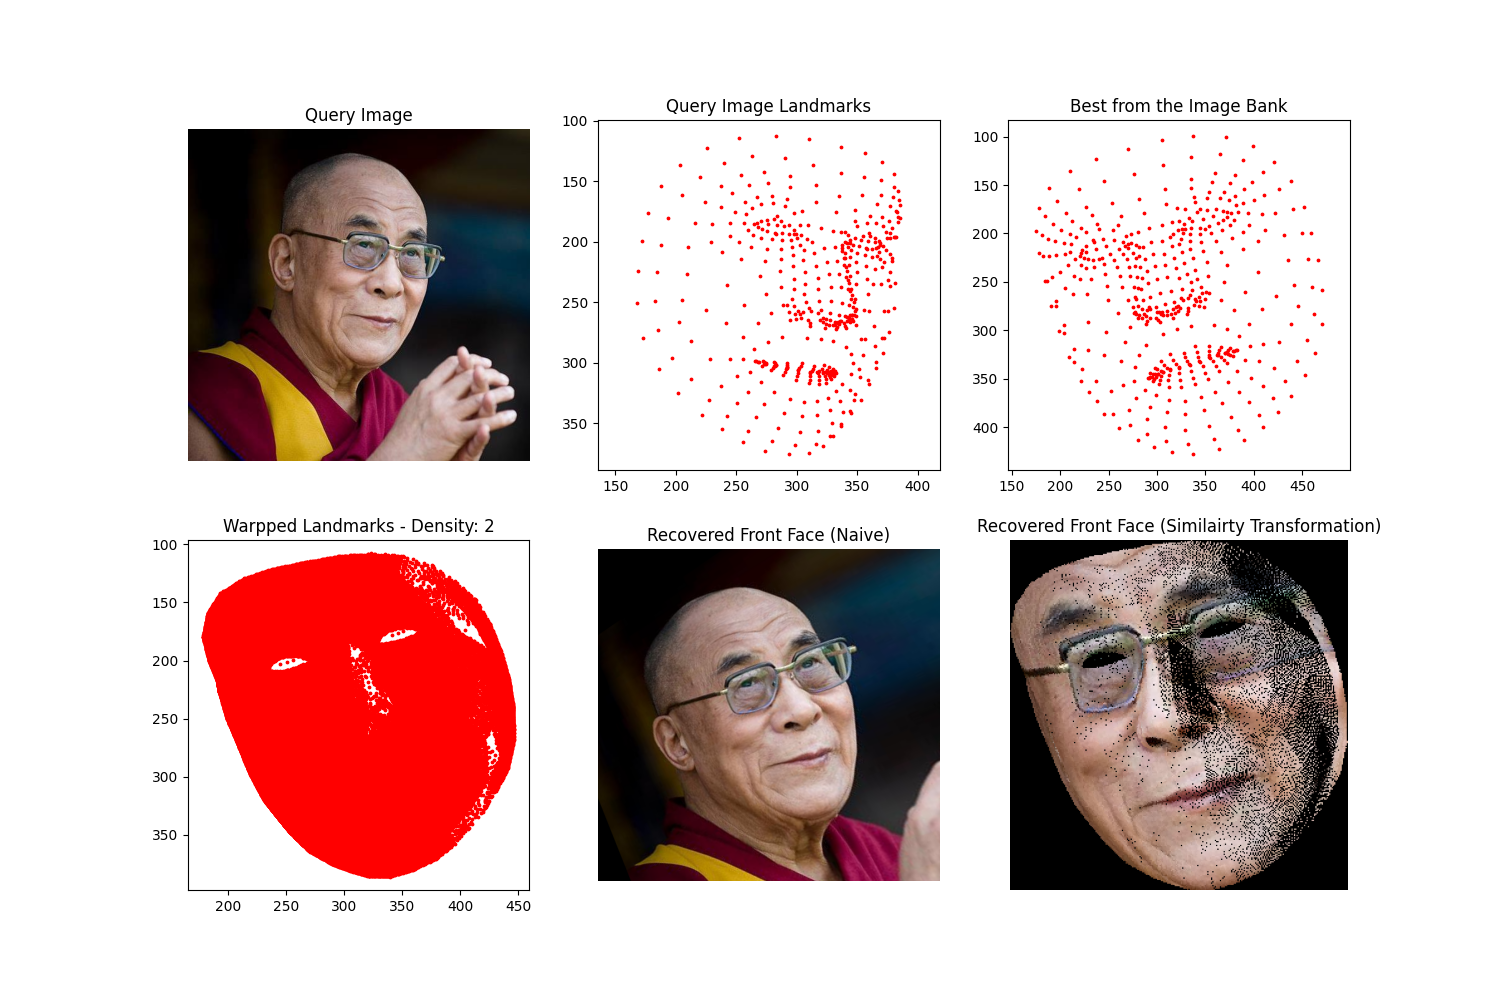 Query Image
Query Image Landmarks
100
150
200
250
300
350
150 200 250 300 350 400
Best from the Image Bank
100
150
200
250
300
350
400
150 200 250 300 350 400 450
Warpped Landmarks - Density: 2
100
150
200
250
300
350
200 250 300 350 400 450
Recovered Front Face (Naive)
Recovered Front Face (Similairty Transformation)